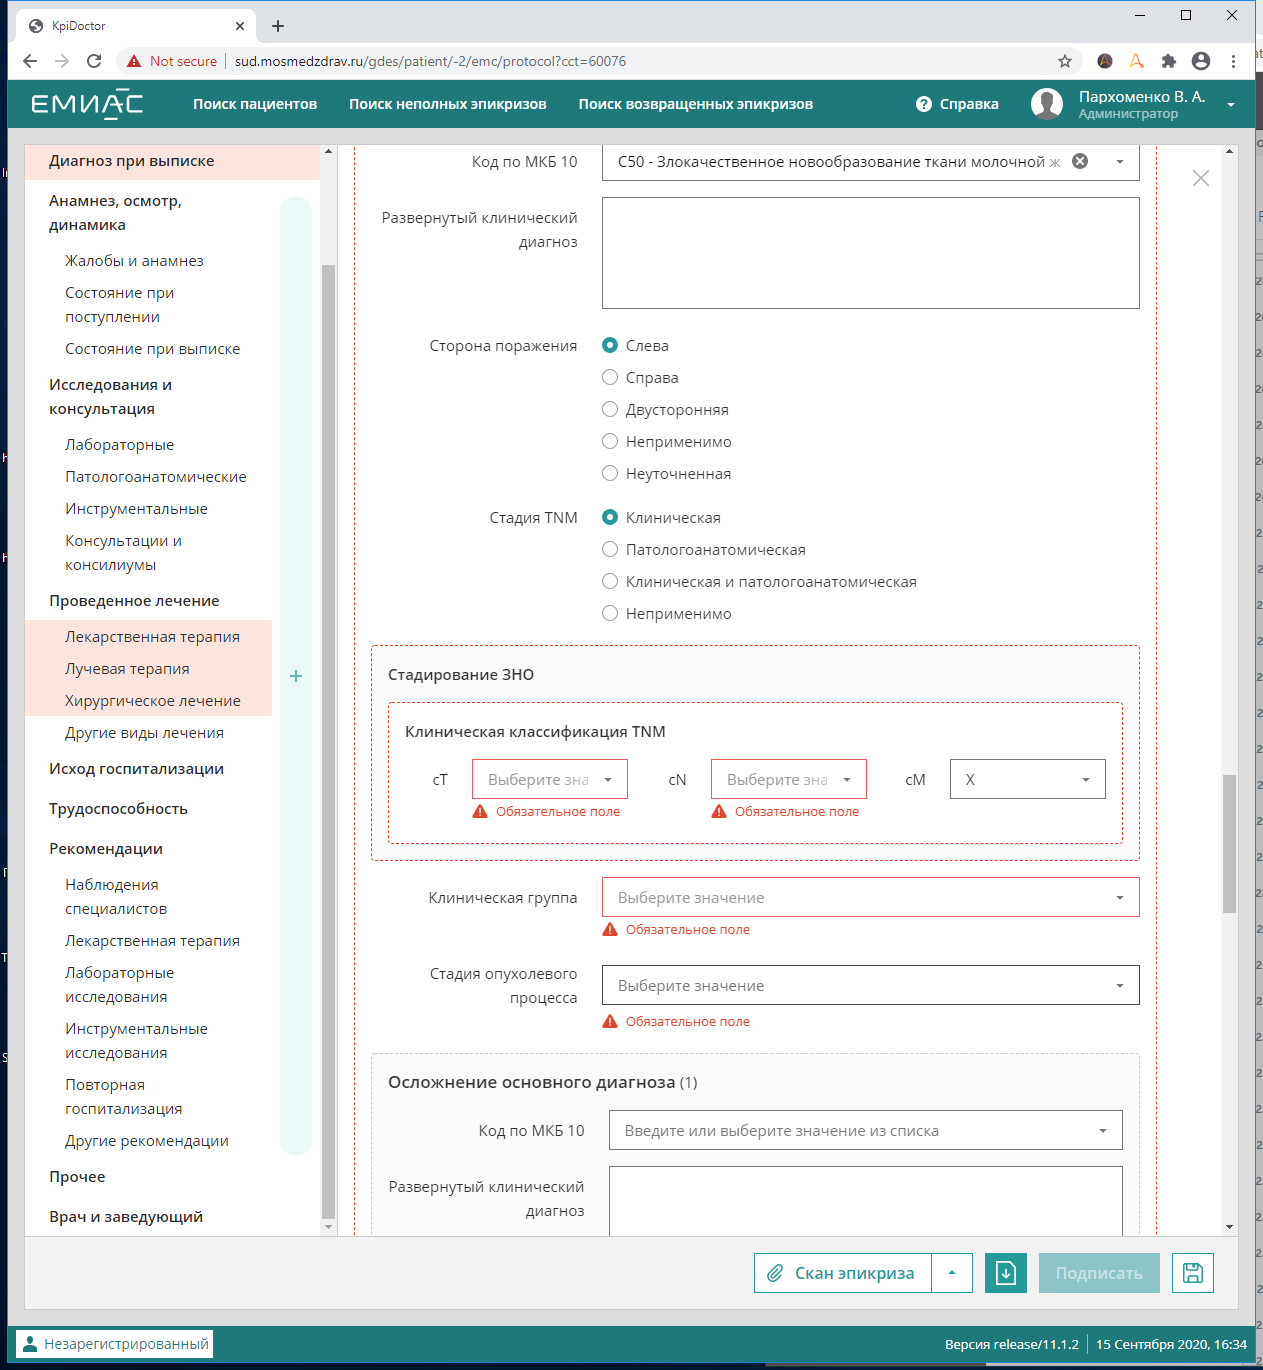 KpiDoctor
Not secure
sud.mosmedzdrav.ru/gdes/patient/-2/emc/protocol?cct=60076
ЕМИАС
Поиск пациентов
Поиск неполных эпикризов
Поиск возвращенных эпикризов
Справка
Пархоменко В. А.
Администратор
Диагноз при выписке
Анамнез, осмотр,
динамика
Жалобы и анамнез
Состояние при
поступлении
Состояние при выписке
Исследования и
консультация
Лабораторные
Патологоанатомические
Инструментальные
Консультации и
консилиумы
Проведенное лечение
Лекарственная терапия
Лучевая терапия
Хирургическое лечение
Другие виды лечения
Исход госпитализации
Трудоспособность
Рекомендации
Наблюдения
специалистов
Лекарственная терапия
Лабораторные
исследования
Инструментальные
исследования
Повторная
госпитализация
Другие рекомендации
Прочее
Врач и заведующий
Код по МКБ 10
C50 - Злокачественное новообразование ткани молочной ж
Развернутый клинический
диагноз
Сторона поражения
Слева
Справа
Двусторонняя
Неприменимо
Неуточненная
Стадия TNM
Клиническая
Патологоанатомическая
Клиническая и патологоанатомическая
Неприменимо
Стадирование ЗНО
Клиническая классификация TNM
cT
Выберите зна
Обязательное поле
cN
Выберите зна
Обязательное поле
cM
X
Клиническая группа
Выберите значение
Обязательное поле
Стадия опухолевого
процесса
Выберите значение
Обязательное поле
Осложнение основного диагноза (1)
Код по МКБ 10
Введите или выберите значение из списка
Развернутый клинический
диагноз
Скан эпикриза
Подписать
Незарегистрированный
Версия release/11.1.2
15 Сентября 2020, 16:34